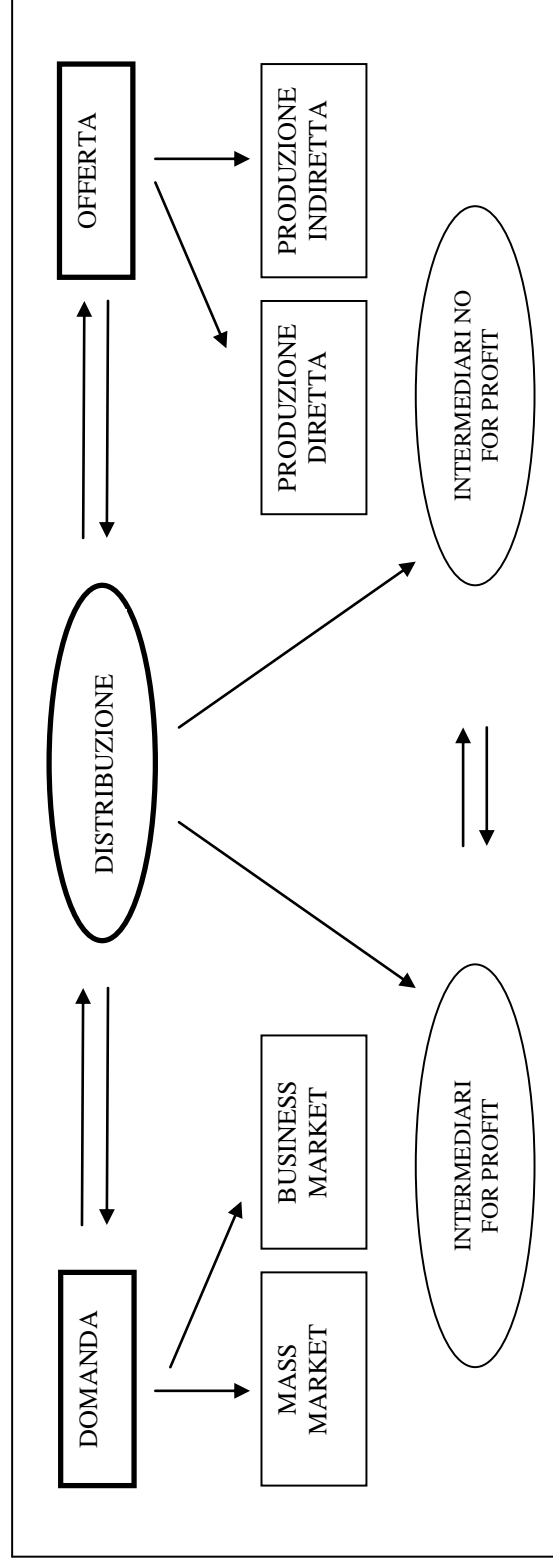 DOMANDA
DISTRIBUZIONE
OFFERTA
MASS
MARKET
BUSINESS
MARKET
PRODUZIONE
DIRETTA
PRODUZIONE
INDIRETTA
INTERMEDIARI
FOR PROFIT
INTERMEDIARI NO
FOR PROFIT